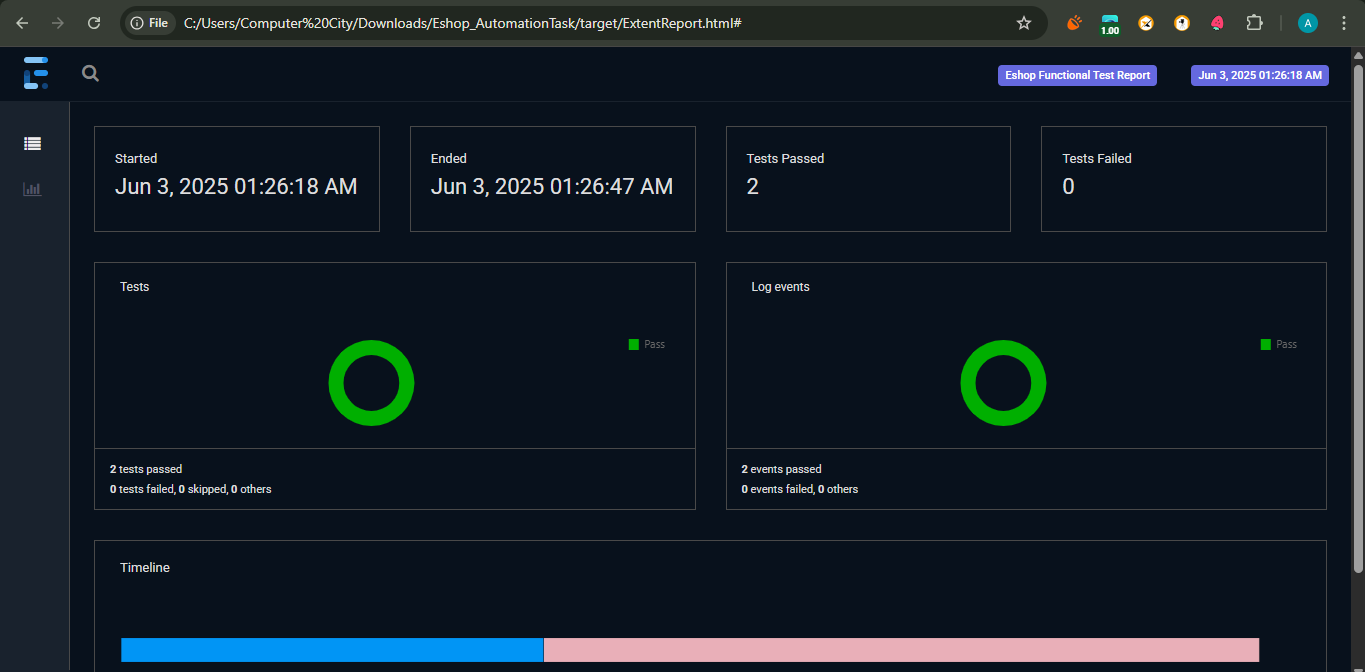 File
C:/Users/Computer%20City/Downloads/Eshop_AutomationTask/target/ExtentReport.html#
1.00
A
Eshop Functional Test Report
Jun 3, 2025 01:26:18 AM
Started
Jun 3, 2025 01:26:18 AM
Ended
Jun 3, 2025 01:26:47 AM
Tests Passed
2
Tests Failed
0
Tests
Pass
2 tests passed
0 tests failed, 0 skipped, 0 others
Log events
Pass
2 events passed
0 events failed, 0 others
Timeline